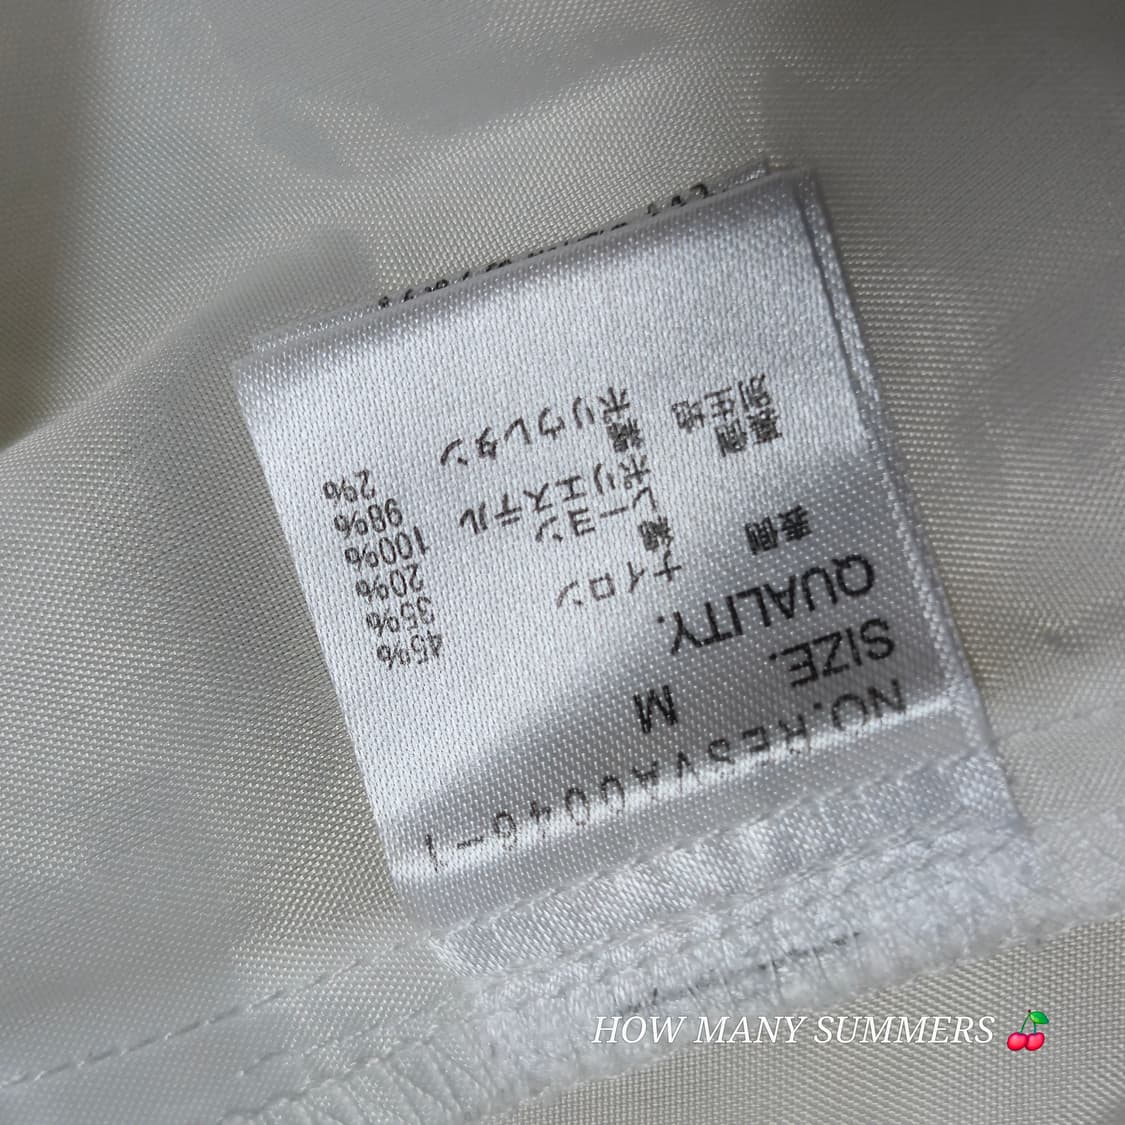 NO.RESVA0046-1
SIZE. M
QUALITY.
表側 ナイロン 45%
綿 35%
レーヨン 20%
裏側 ポリエステル 100%
別生地 綿 98%
ポリウレタン 2%
HOW MANY SUMMERS 🍒